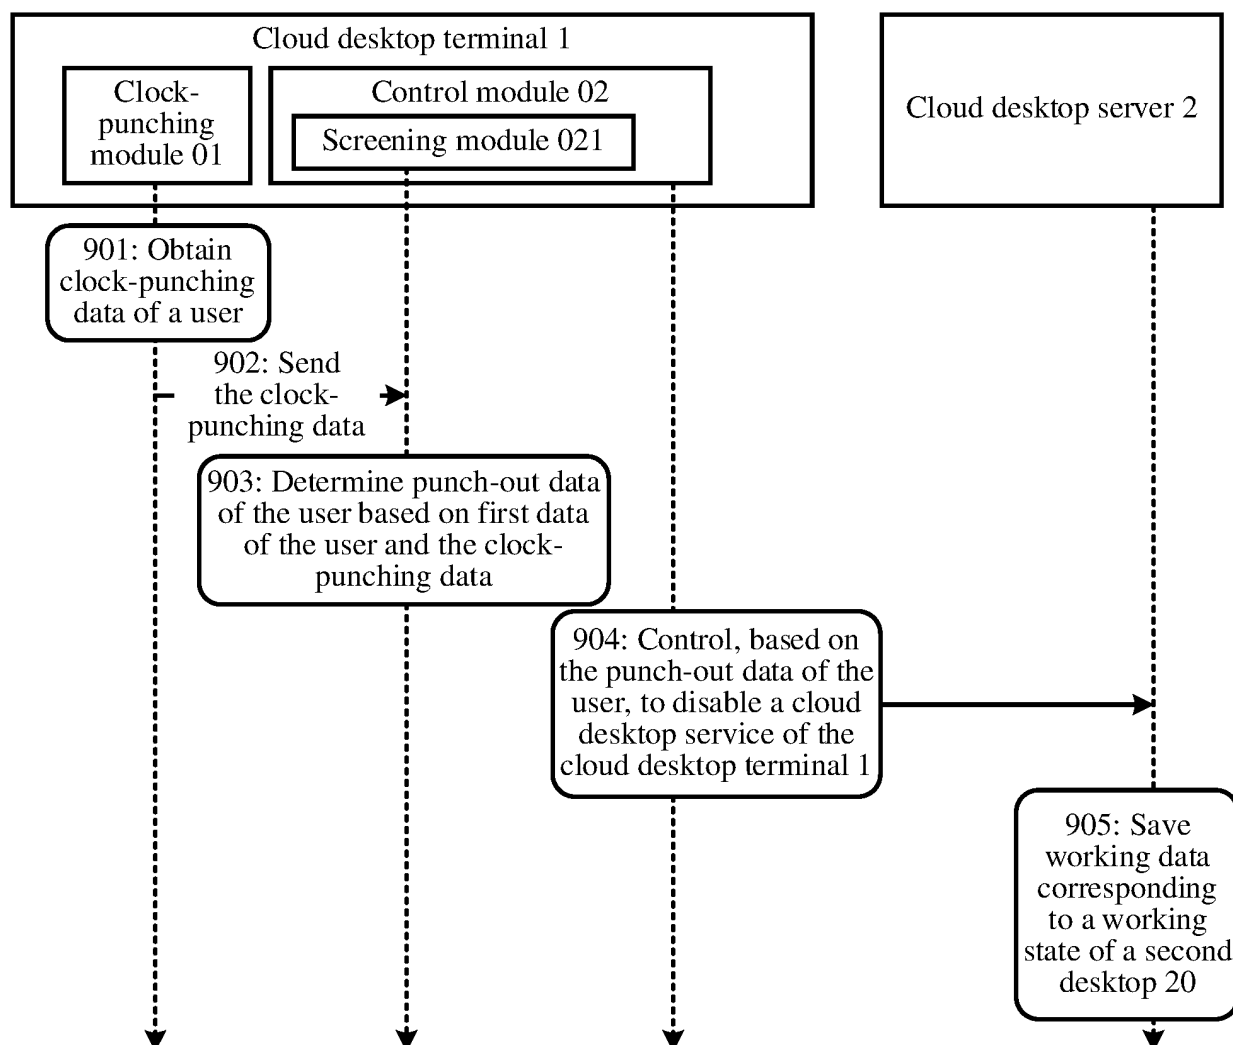 Cloud desktop terminal 1
Clock-
punching
module 01
Control module 02
Screening module 021
Cloud desktop server 2
901: Obtain
clock-punching
data of a user
902: Send
the clock-
punching data
903: Determine punch-out data
of the user based on first data
of the user and the clock-
punching data
904: Control, based on
the punch-out data of the
user, to disable a cloud
desktop service of the
cloud desktop terminal 1
905: Save
working data
corresponding
to a working
state of a second
desktop 20